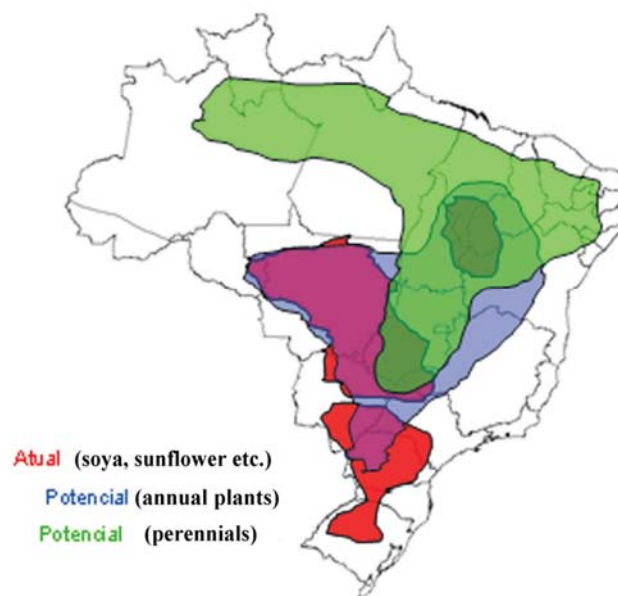 Atual (soya, sunflower etc.)
Potencial (annual plants)
Potencial (perennials)